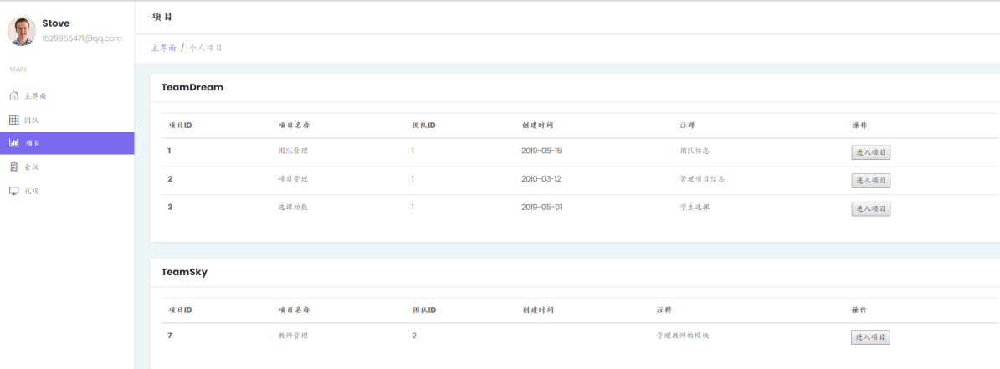 Stove
1529955471@qq.com
MAIN
主界面
团队
项目
会议
代码
项目
主界面 / 个人项目
TeamDream
项目ID 项目名称 团队ID 创建时间 注释 操作
1 团队管理 1 2019-05-15 团队信息 进入项目
2 项目管理 1 2010-03-12 管理项目信息 进入项目
3 选课功能 1 2019-05-01 学生选课 进入项目
TeamSky
项目ID 项目名称 团队ID 创建时间 注释 操作
7 教师管理 2 管理教师的模块 进入项目